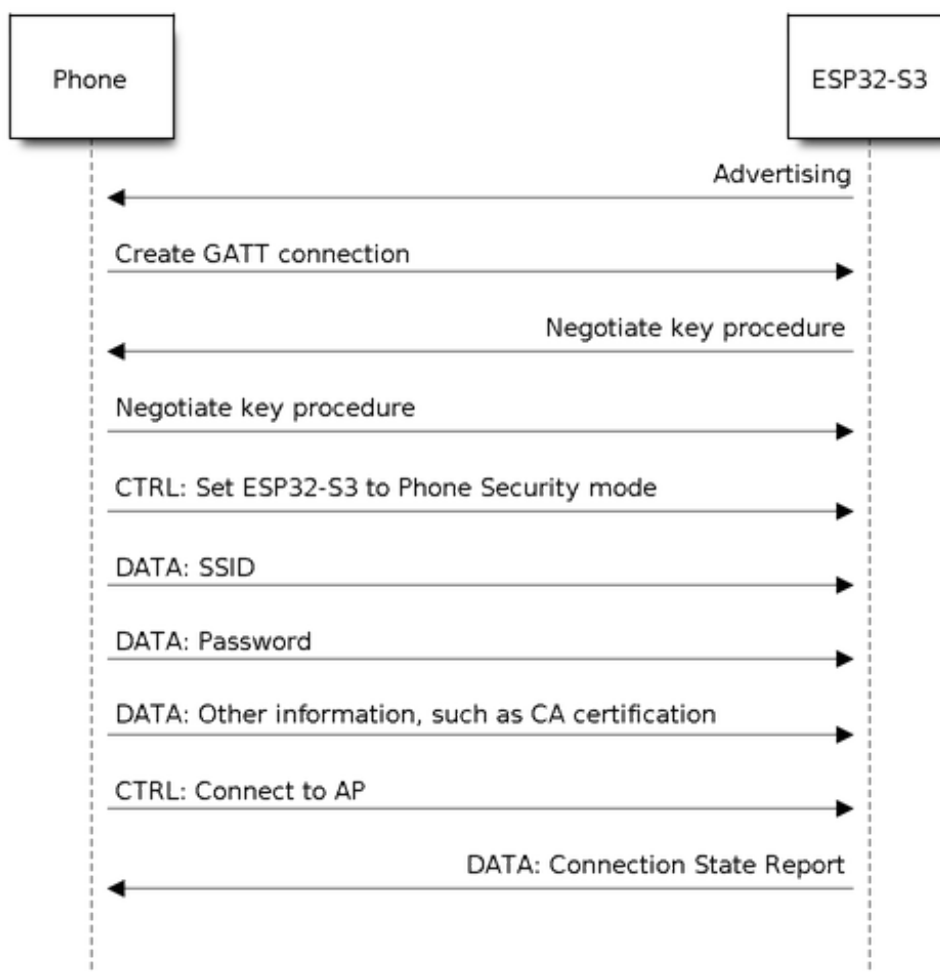 Phone
ESP32-S3
Advertising
Create GATT connection
Negotiate key procedure
Negotiate key procedure
CTRL: Set ESP32-S3 to Phone Security mode
DATA: SSID
DATA: Password
DATA: Other information, such as CA certification
CTRL: Connect to AP
DATA: Connection State Report